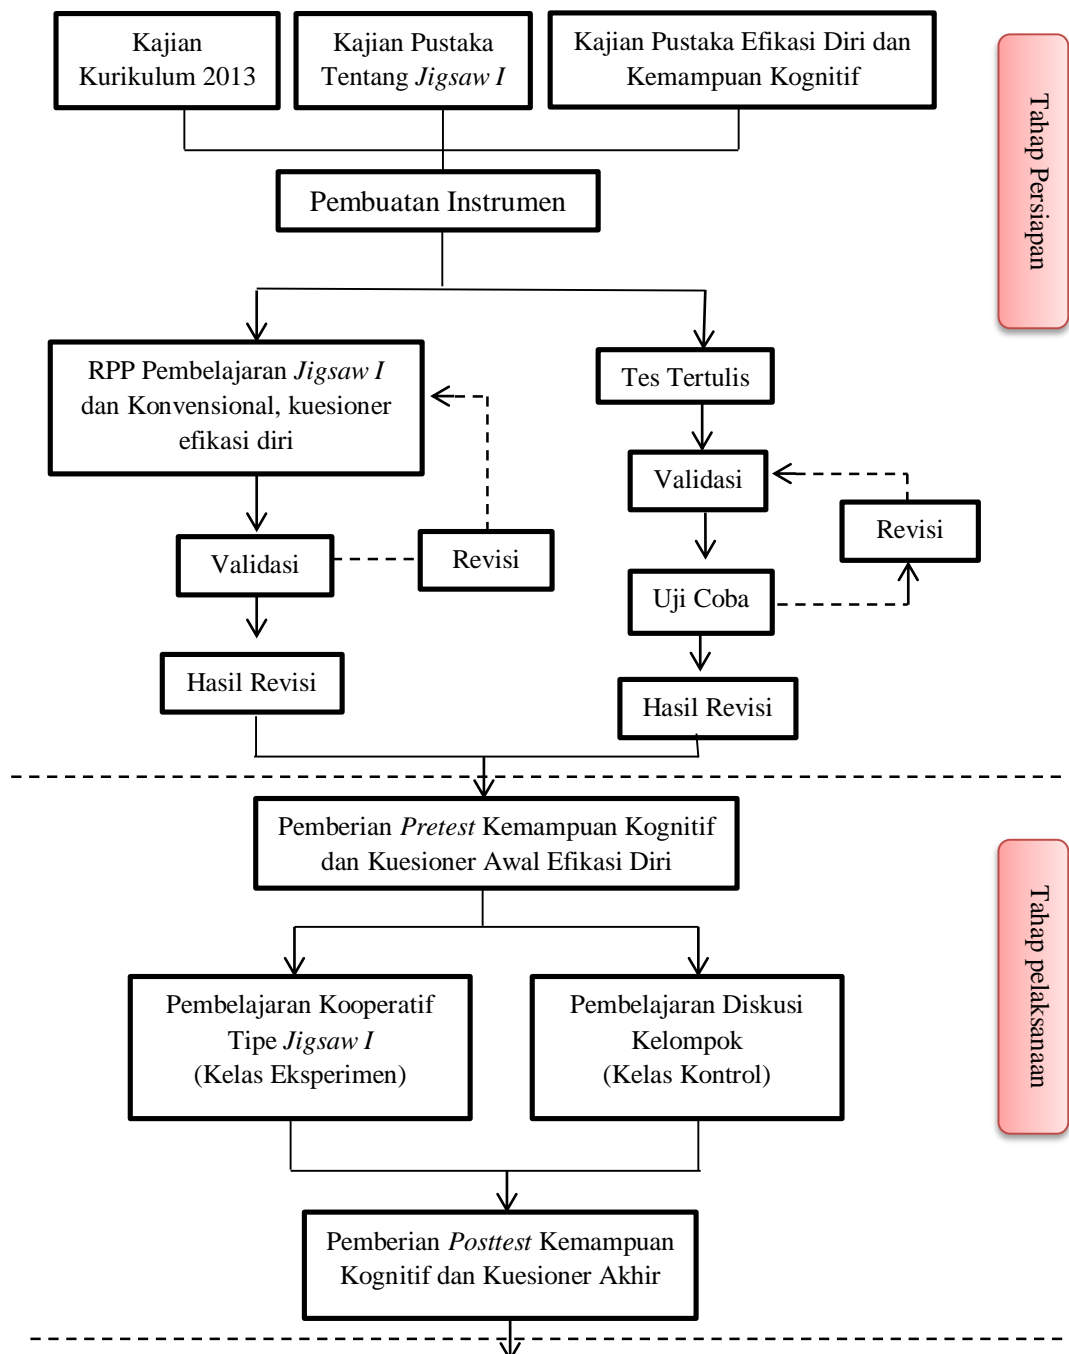 Kajian
Kurikulum 2013
Kajian Pustaka
Tentang Jigsaw I
Kajian Pustaka Efikasi Diri dan
Kemampuan Kognitif
Tahap Persiapan
Pembuatan Instrumen
RPP Pembelajaran Jigsaw I
dan Konvensional, kuesioner
efikasi diri
Tes Tertulis
Validasi
Revisi
Validasi
Revisi
Uji Coba
Hasil Revisi
Hasil Revisi
Pemberian Pretest Kemampuan Kognitif
dan Kuesioner Awal Efikasi Diri
Tahap pelaksanaan
Pembelajaran Kooperatif
Tipe Jigsaw I
(Kelas Eksperimen)
Pembelajaran Diskusi
Kelompok
(Kelas Kontrol)
Pemberian Posttest Kemampuan
Kognitif dan Kuesioner Akhir